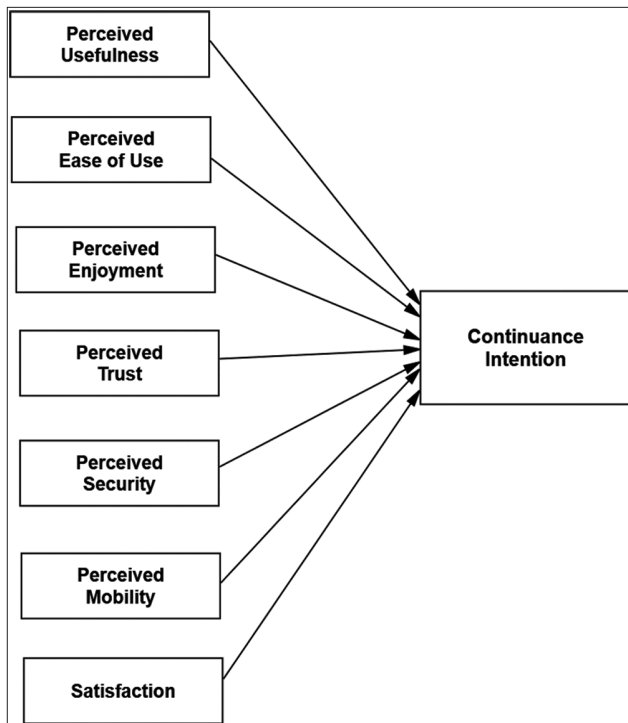 Perceived
Usefulness
Perceived
Ease of Use
Perceived
Enjoyment
Perceived
Trust
Perceived
Security
Perceived
Mobility
Satisfaction
Continuance
Intention